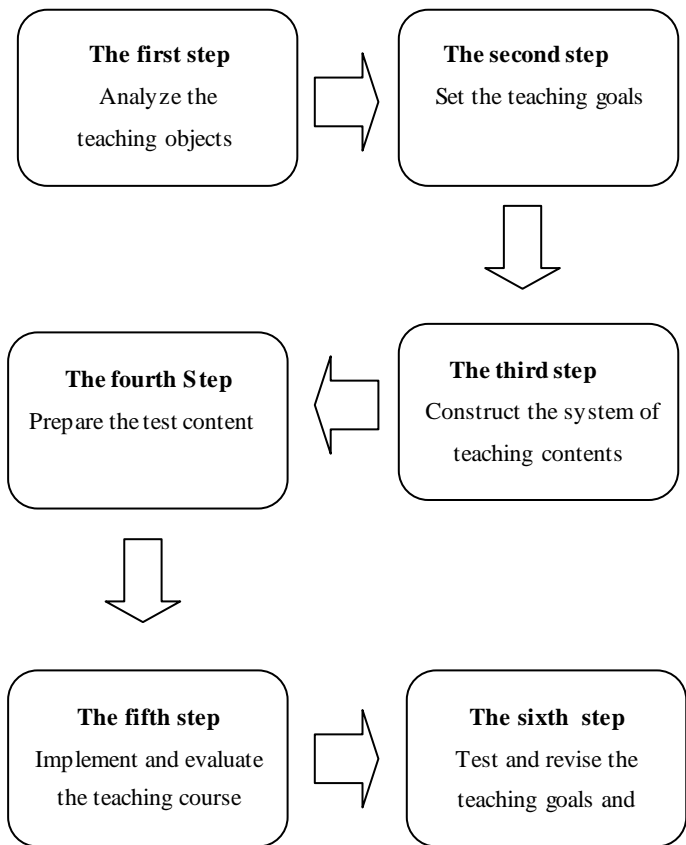 The first step
Analyze the
teaching objects
The second step
Set the teaching goals
The third step
Construct the system of
teaching contents
The fourth Step
Prepare the test content
The fifth step
Implement and evaluate
the teaching course
The sixth step
Test and revise the
teaching goals and